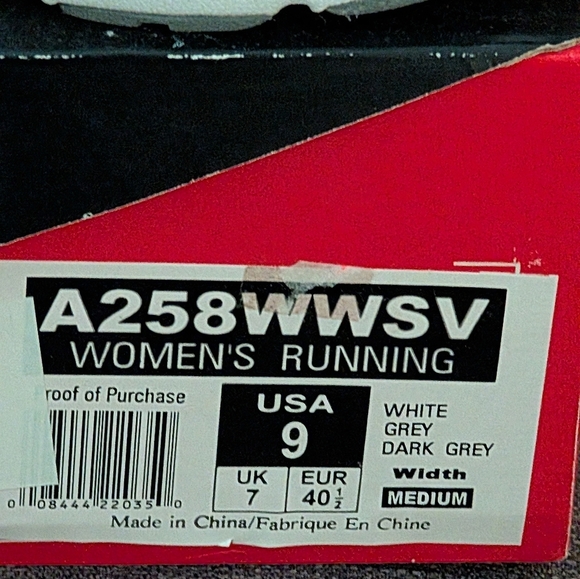 A258WWSV
WOMEN'S RUNNING
roof of Purchase
USA
9
UK
7
EUR
40 1/2
WHITE
GREY
DARK GREY
Width
MEDIUM
0 08444 22035 0
Made in China/Fabrique En Chine